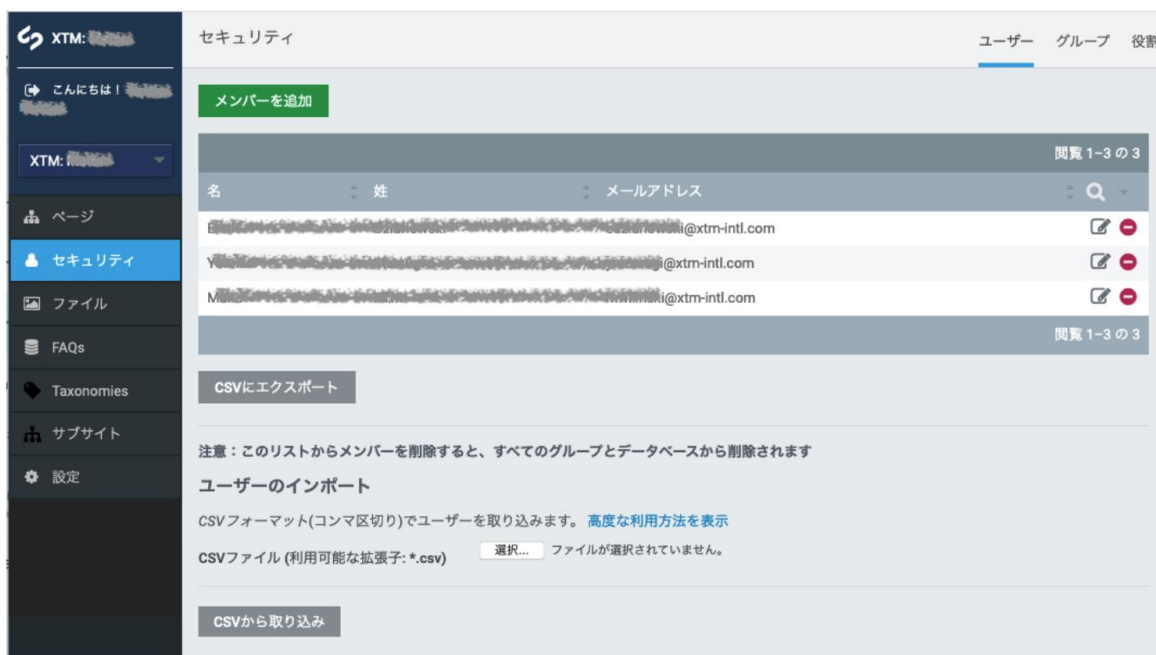 XTM:
セキュリティ
ユーザー グループ 役割
こんにちは！
メンバーを追加
XTM:
閲覧 1–3 の 3
名 姓 メールアドレス
ページ
@xtm-intl.com
セキュリティ
i@xtm-intl.com
ファイル
i@xtm-intl.com
閲覧 1–3 の 3
FAQs
CSVにエクスポート
Taxonomies
サブサイト
注意：このリストからメンバーを削除すると、すべてのグループとデータベースから削除されます
設定
ユーザーのインポート
CSVフォーマット(コンマ区切り)でユーザーを取り込みます。 高度な利用方法を表示
CSVファイル (利用可能な拡張子: *.csv) 選択... ファイルが選択されていません。
CSVから取り込み